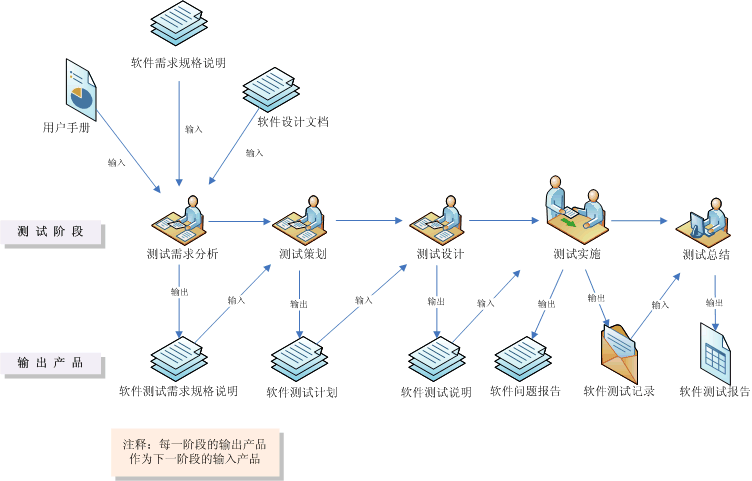 软件需求规格说明
用户手册
软件设计文档
输入
输入
输入
测 试 阶 段
测试需求分析
测试策划
测试设计
测试实施
测试总结
输出
输入
输出
输入
输出
输入
输出
输出
输入
输出
输 出 产 品
软件测试需求规格说明
软件测试计划
软件测试说明
软件问题报告
软件测试记录
软件测试报告
注释：每一阶段的输出产品
作为下一阶段的输入产品